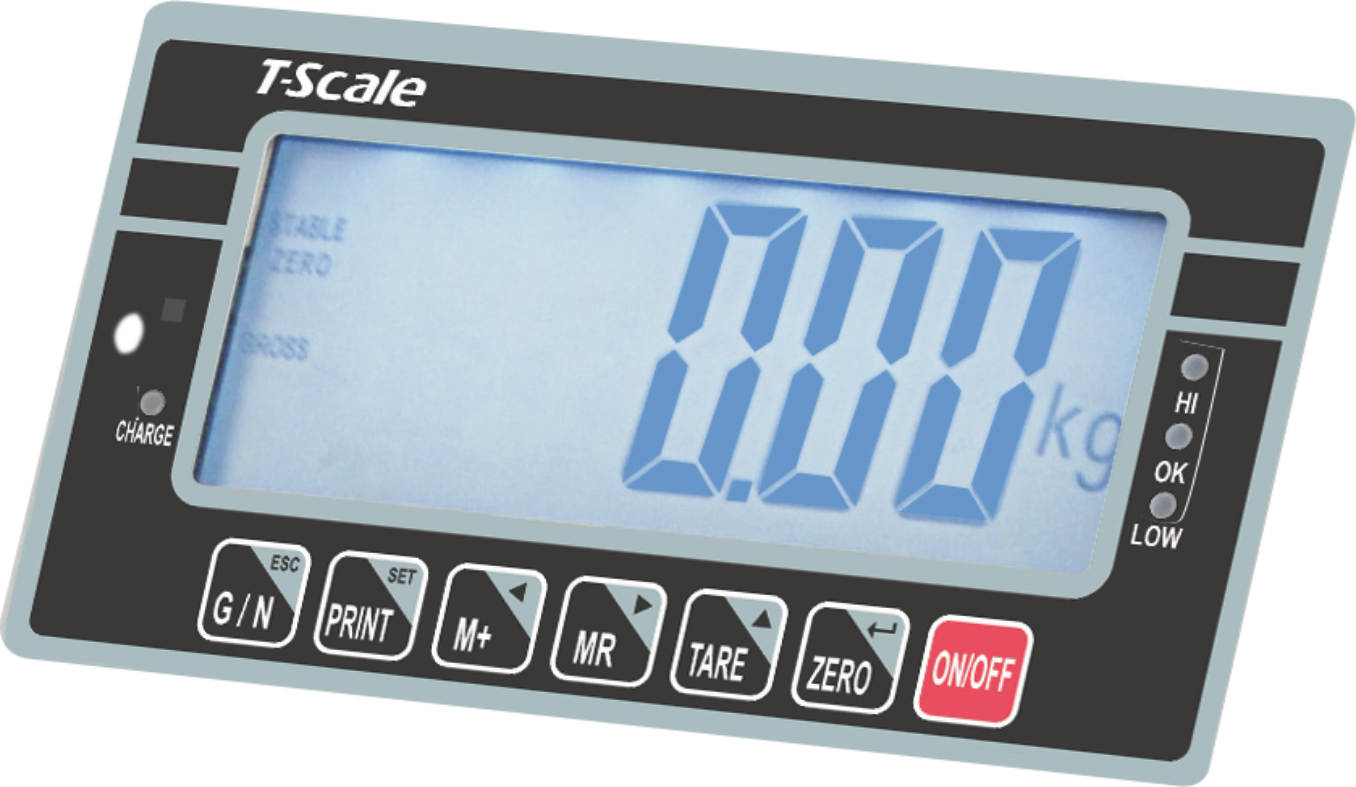 T-Scale
STABLE
ZERO
GROSS
0.00 kg
CHARGE
HI
OK
LOW
ESC
G / N
SET
PRINT
M+
MR
TARE
ZERO
ON/OFF